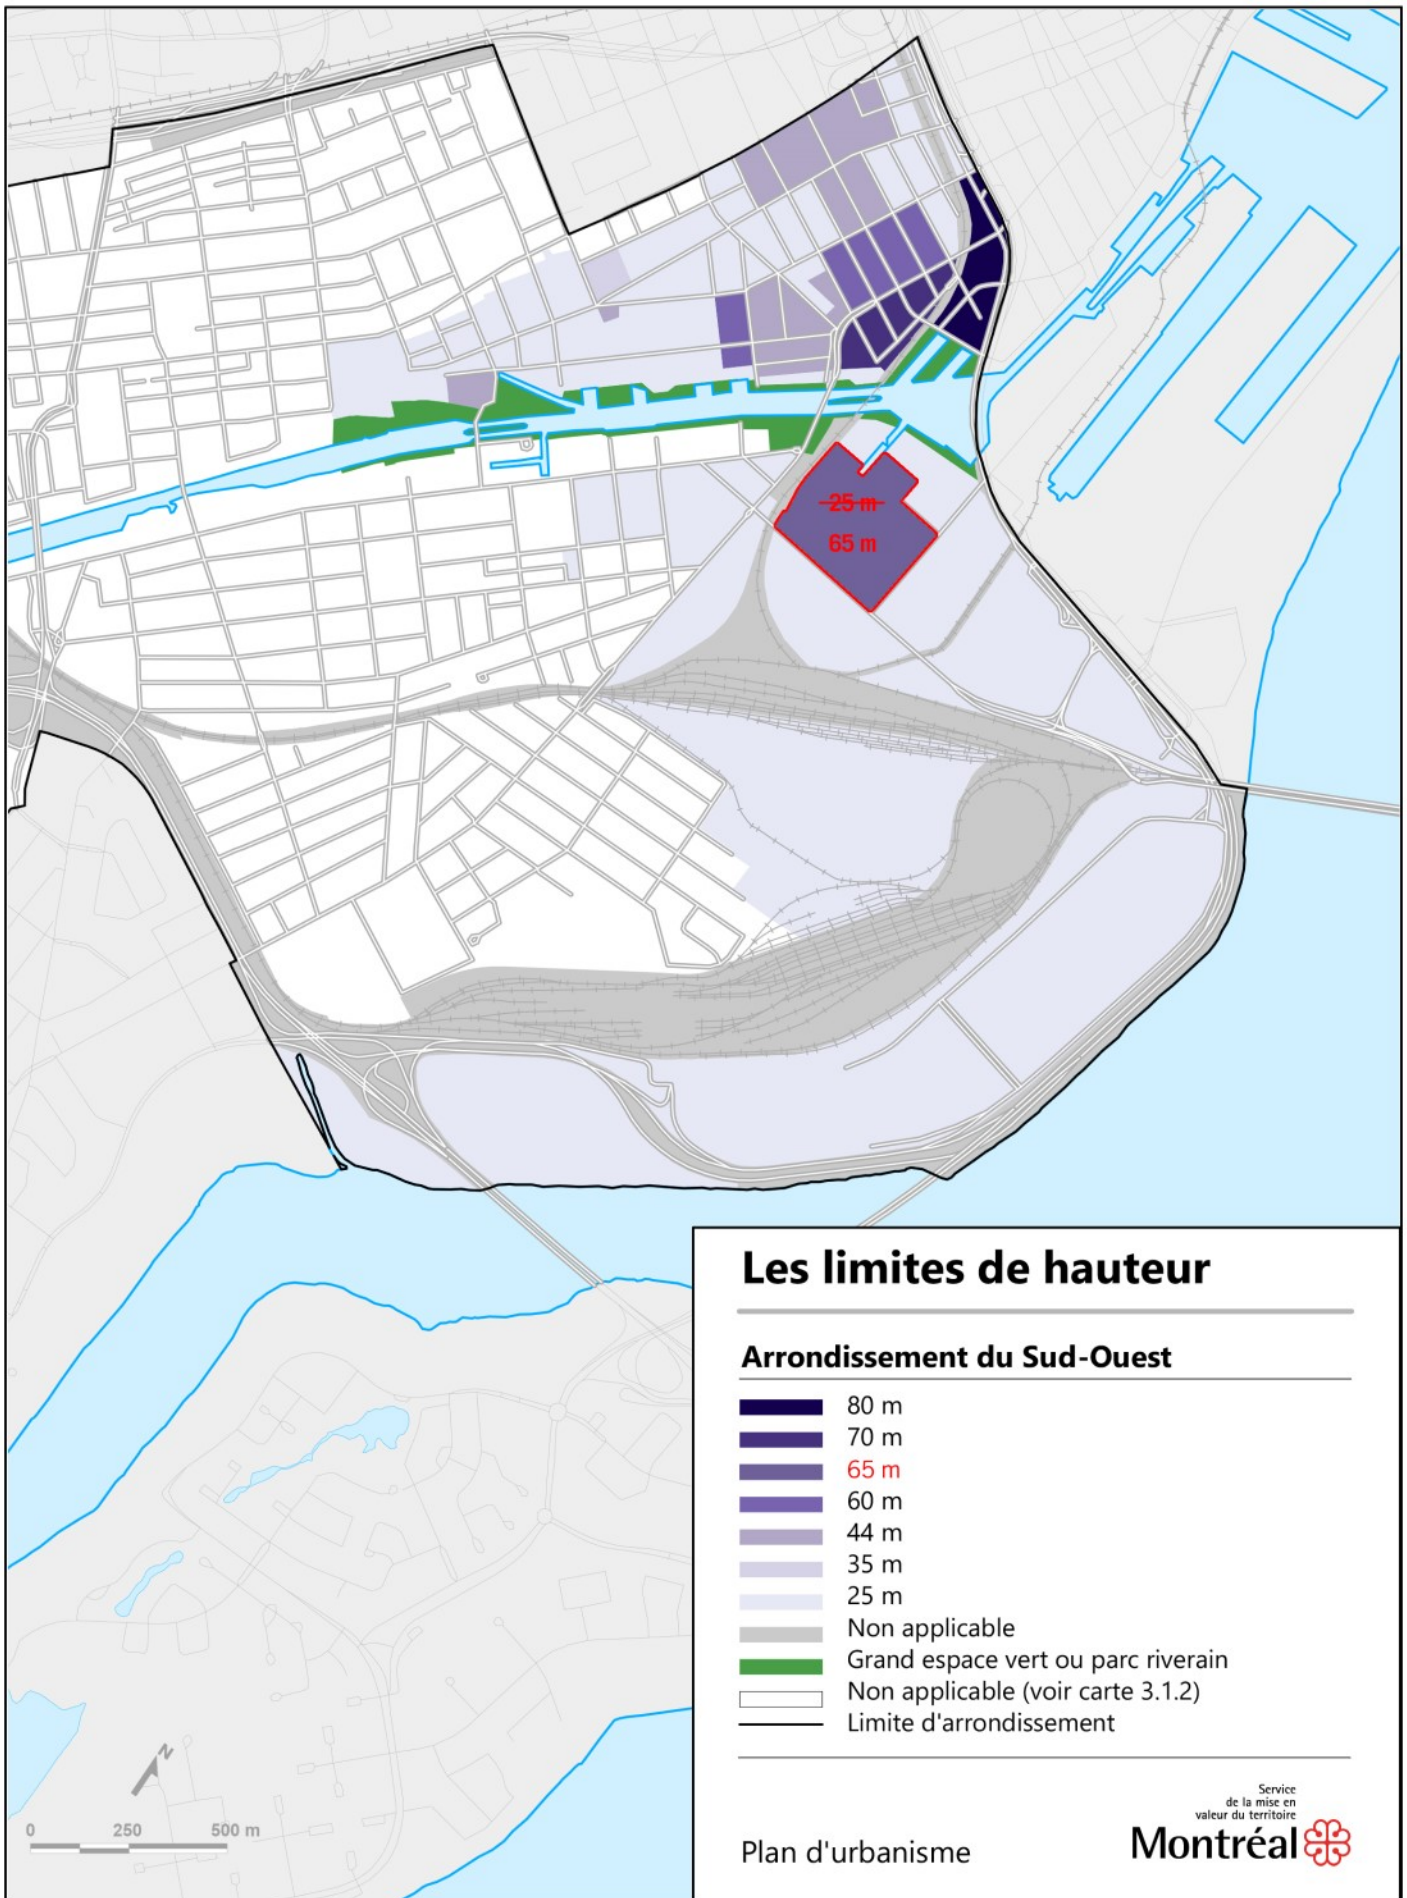 25 m
65 m
Les limites de hauteur
Arrondissement du Sud-Ouest
80 m
70 m
65 m
60 m
44 m
35 m
25 m
Non applicable
Grand espace vert ou parc riverain
Non applicable (voir carte 3.1.2)
Limite d'arrondissement
N
0 250 500 m
Plan d'urbanisme
Service
de la mise en
valeur du territoire
Montréal